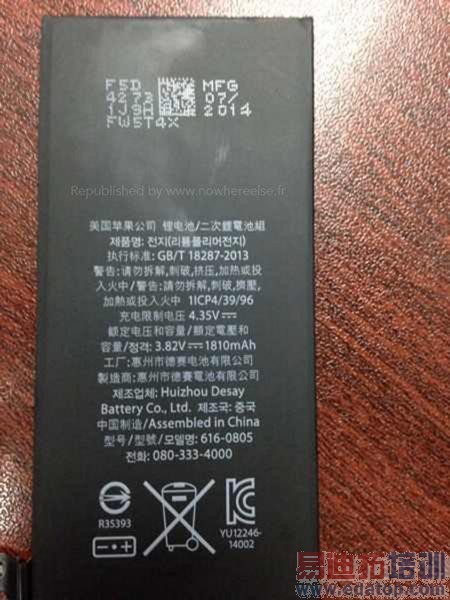 F5D
4273
1J9H
FW5T4X
MFG
07/
2014
Republished by www.nowhereelse.fr
美国苹果公司 锂电池/二次鋰電池組
제품명: 전지(리튬폴리머전지)
执行标准: GB/T 18287-2013
警告: 请勿拆解,刺破,挤压,加热或投
入火中/ 警告: 請勿拆解,刺破,擠壓,
加熱或投入火中 1ICP4/39/96
充电限制电压 4.35V
额定电压和容量/額定電壓和
容量/정격: 3.82V 1810mAh
工厂: 惠州市德赛电池有限公司
製造商: 惠州市德賽電池有限公司
제조업체: Huizhou Desay
Battery Co., Ltd. 제조국: 중국
中国制造/Assembled in China
型号/型號/모델명: 616-0805
전화: 080-333-4000
R35393
YU12246-
14002
易迪拓培训
www.edatop.com